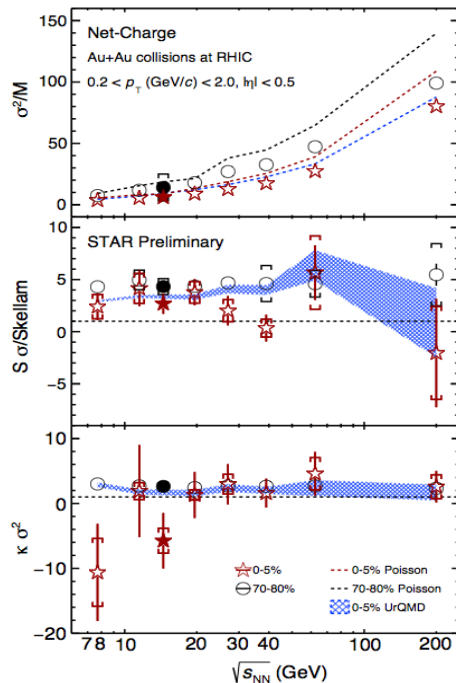 Net-Charge
Au+Au collisions at RHIC
0.2 < p_T (GeV/c) < 2.0, |η| < 0.5
σ²/M
150
100
50
0
STAR Preliminary
S σ/Skellam
10
5
0
−5
κ σ²
10
0
−10
−20
0-5%
70-80%
0-5% Poisson
70-80% Poisson
0-5% UrQMD
7 8 10 20 30 40 100 200
√s_NN (GeV)